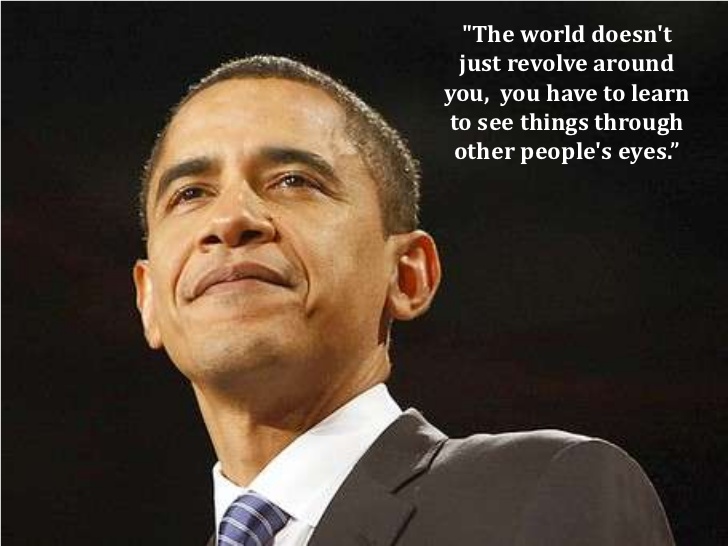 "The world doesn't
just revolve around
you,  you have to learn
to see things through
other people's eyes.”